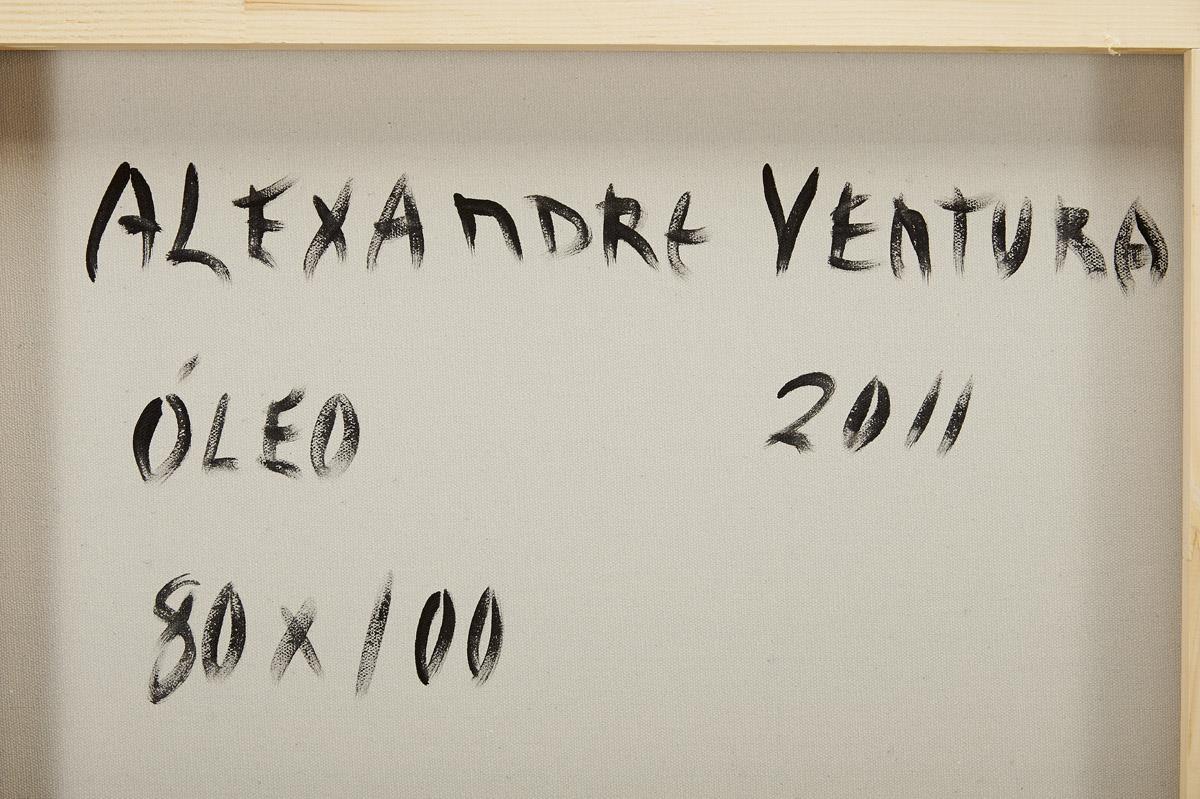 ALEXAnDRE VEnTURA
ÓLEO 2011
80 x 100